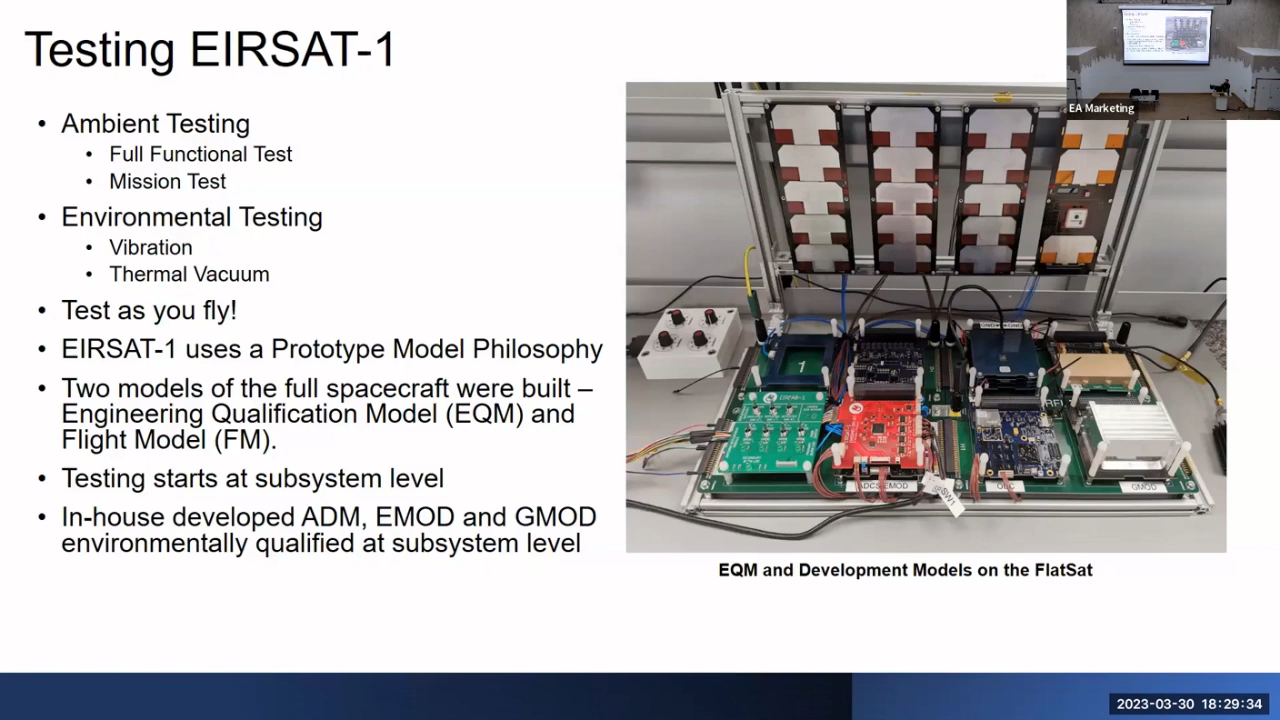 Testing EIRSAT-1
• Ambient Testing
• Full Functional Test
• Mission Test
• Environmental Testing
• Vibration
• Thermal Vacuum
• Test as you fly!
• EIRSAT-1 uses a Prototype Model Philosophy
• Two models of the full spacecraft were built –
Engineering Qualification Model (EQM) and
Flight Model (FM).
• Testing starts at subsystem level
• In-house developed ADM, EMOD and GMOD
environmentally qualified at subsystem level
EA Marketing
1
EIRSAT-1
ADCS/EMOD
SW1
OBC
GMOD
EQM and Development Models on the FlatSat
2023-03-30 18:29:34